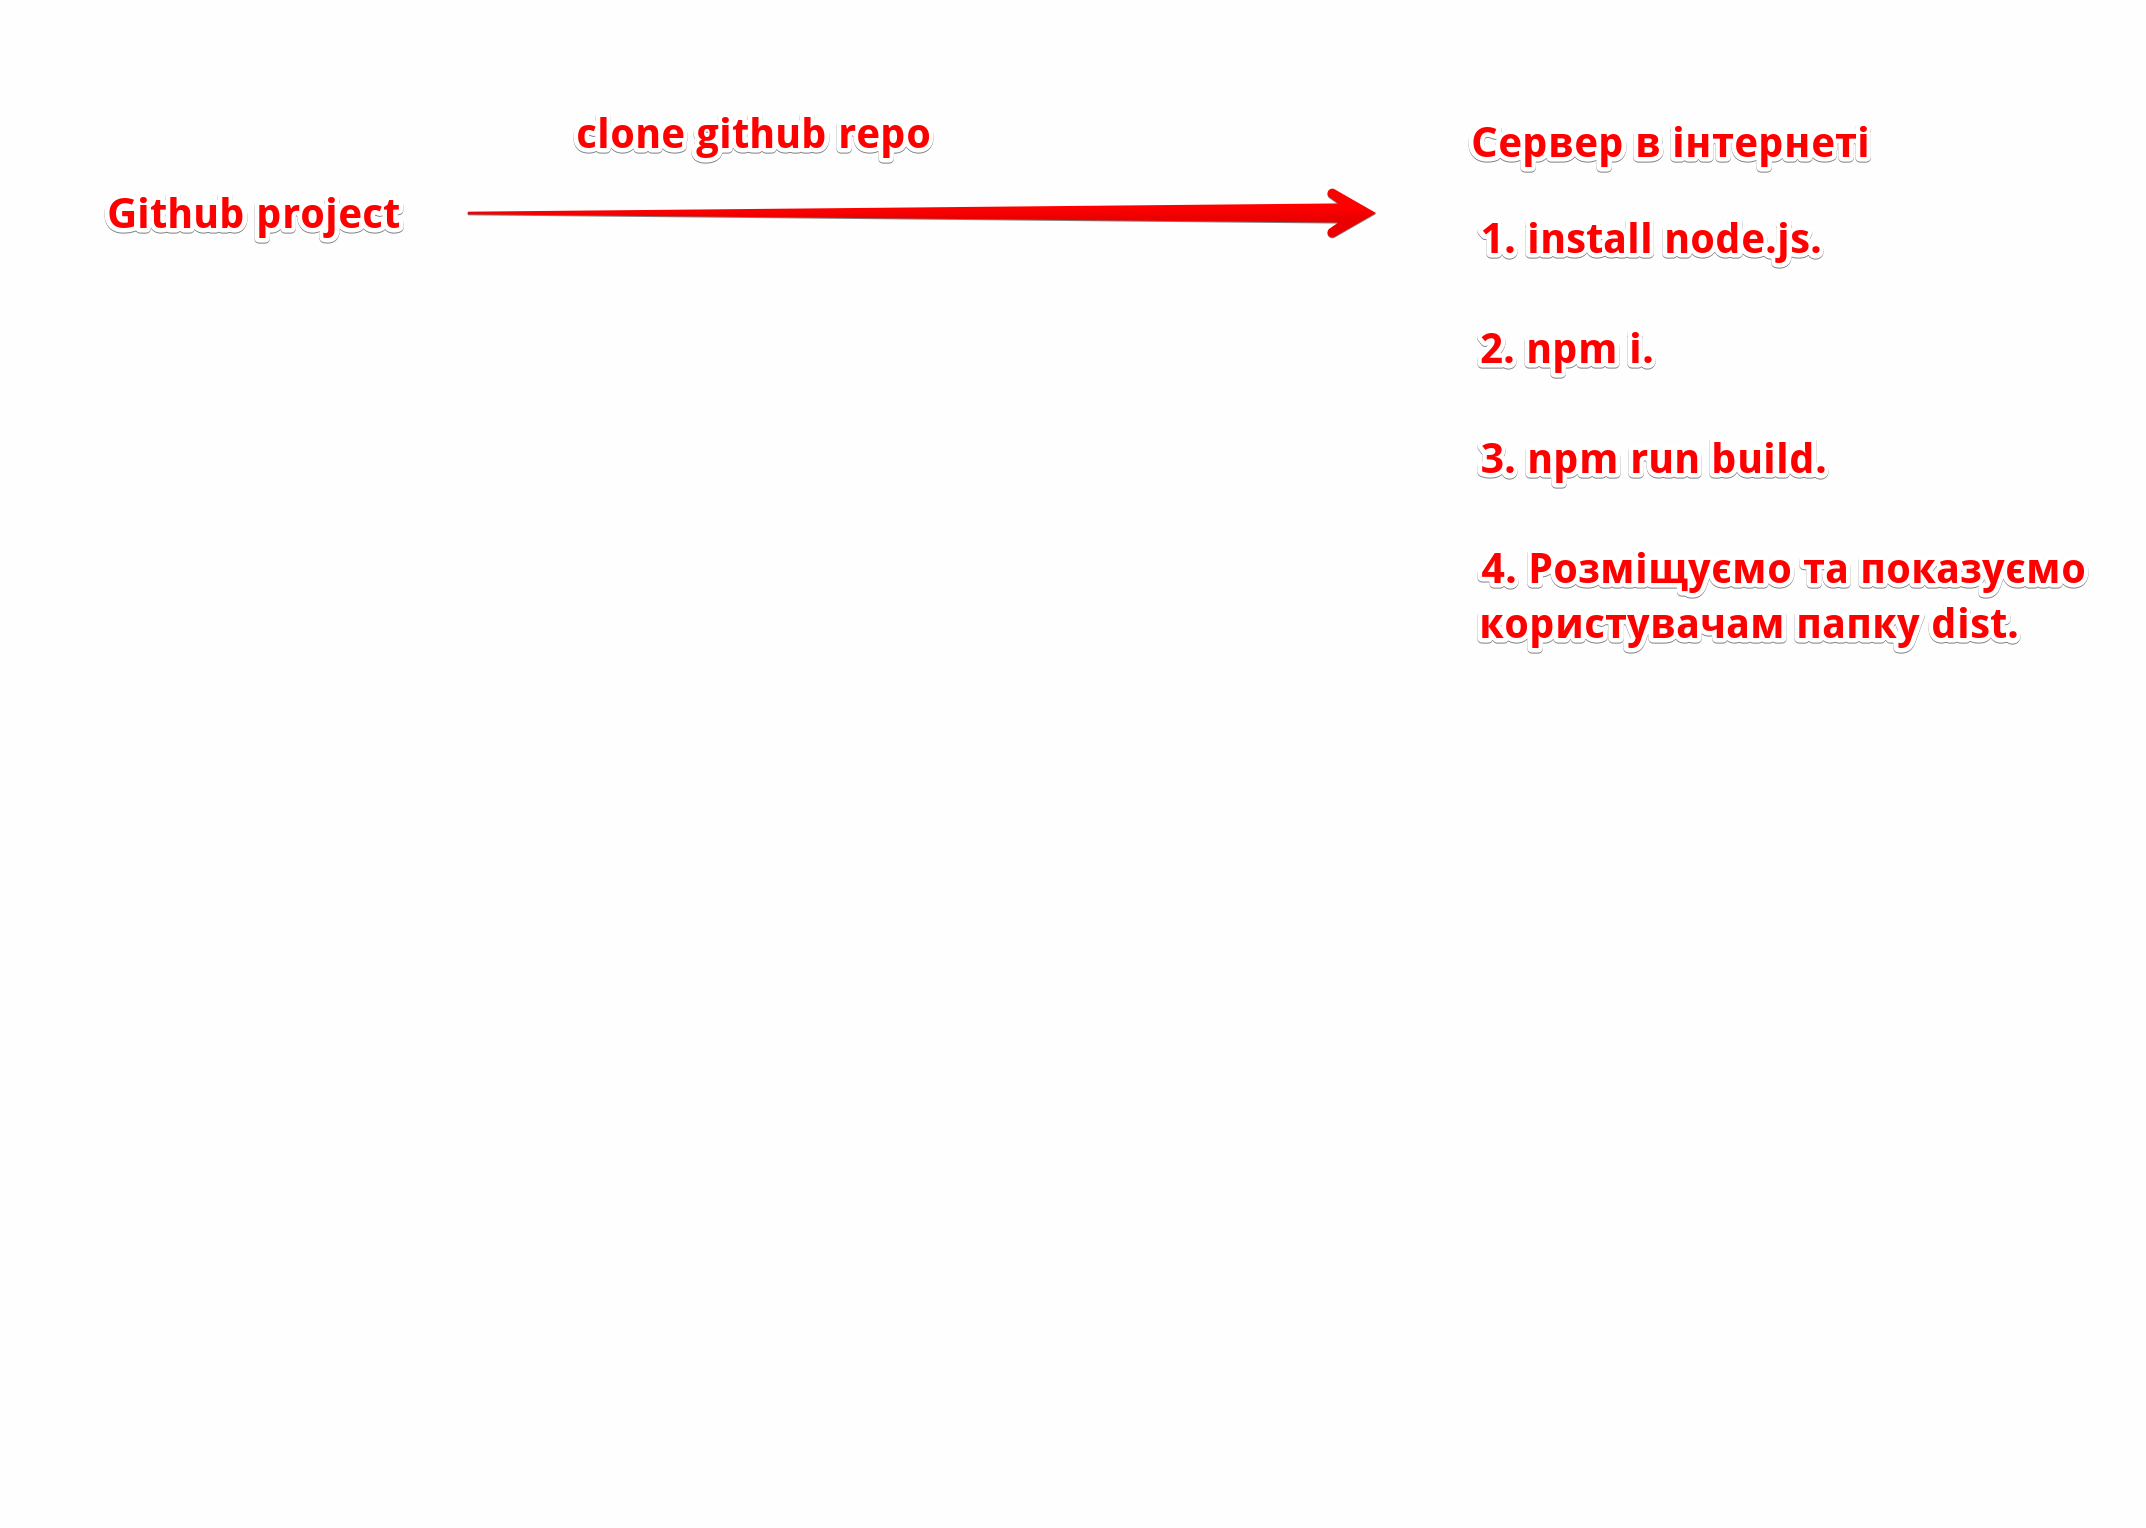 clone github repo
Github project
Сервер в інтернеті
1. install node.js.
2. npm i.
3. npm run build.
4. Розміщуємо та показуємо
користувачам папку dist.